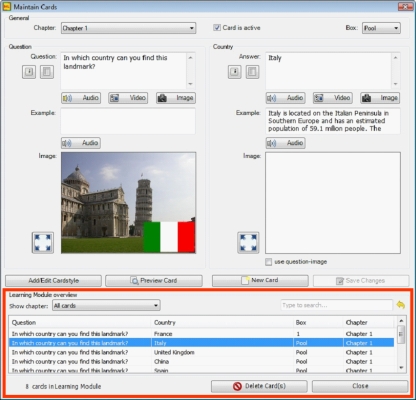 Maintain Cards
General
Chapter: Chapter 1
Card is active
Box: Pool
Question
Country
Question: In which country can you find this landmark?
Answer: Italy
Audio Video Image
Audio Video Image
Example:
Example: Italy is located on the Italian Peninsula in
Southern Europe and has an estimated
population of 59.1 million people. The
Audio
Audio
Image:
Image:
use question-image
Add/Edit Cardstyle Preview Card New Card Save Changes
Learning Module overview
Show chapter: All cards Type to search...
Question Country Box Chapter
In which country can you find this landmark? France 1 Chapter 1
In which country can you find this landmark? Italy Pool Chapter 1
In which country can you find this landmark? United Kingdom Pool Chapter 1
In which country can you find this landmark? China Pool Chapter 1
In which country can you find this landmark? Spain Pool Chapter 1
8 cards in Learning Module Delete Card(s) Close